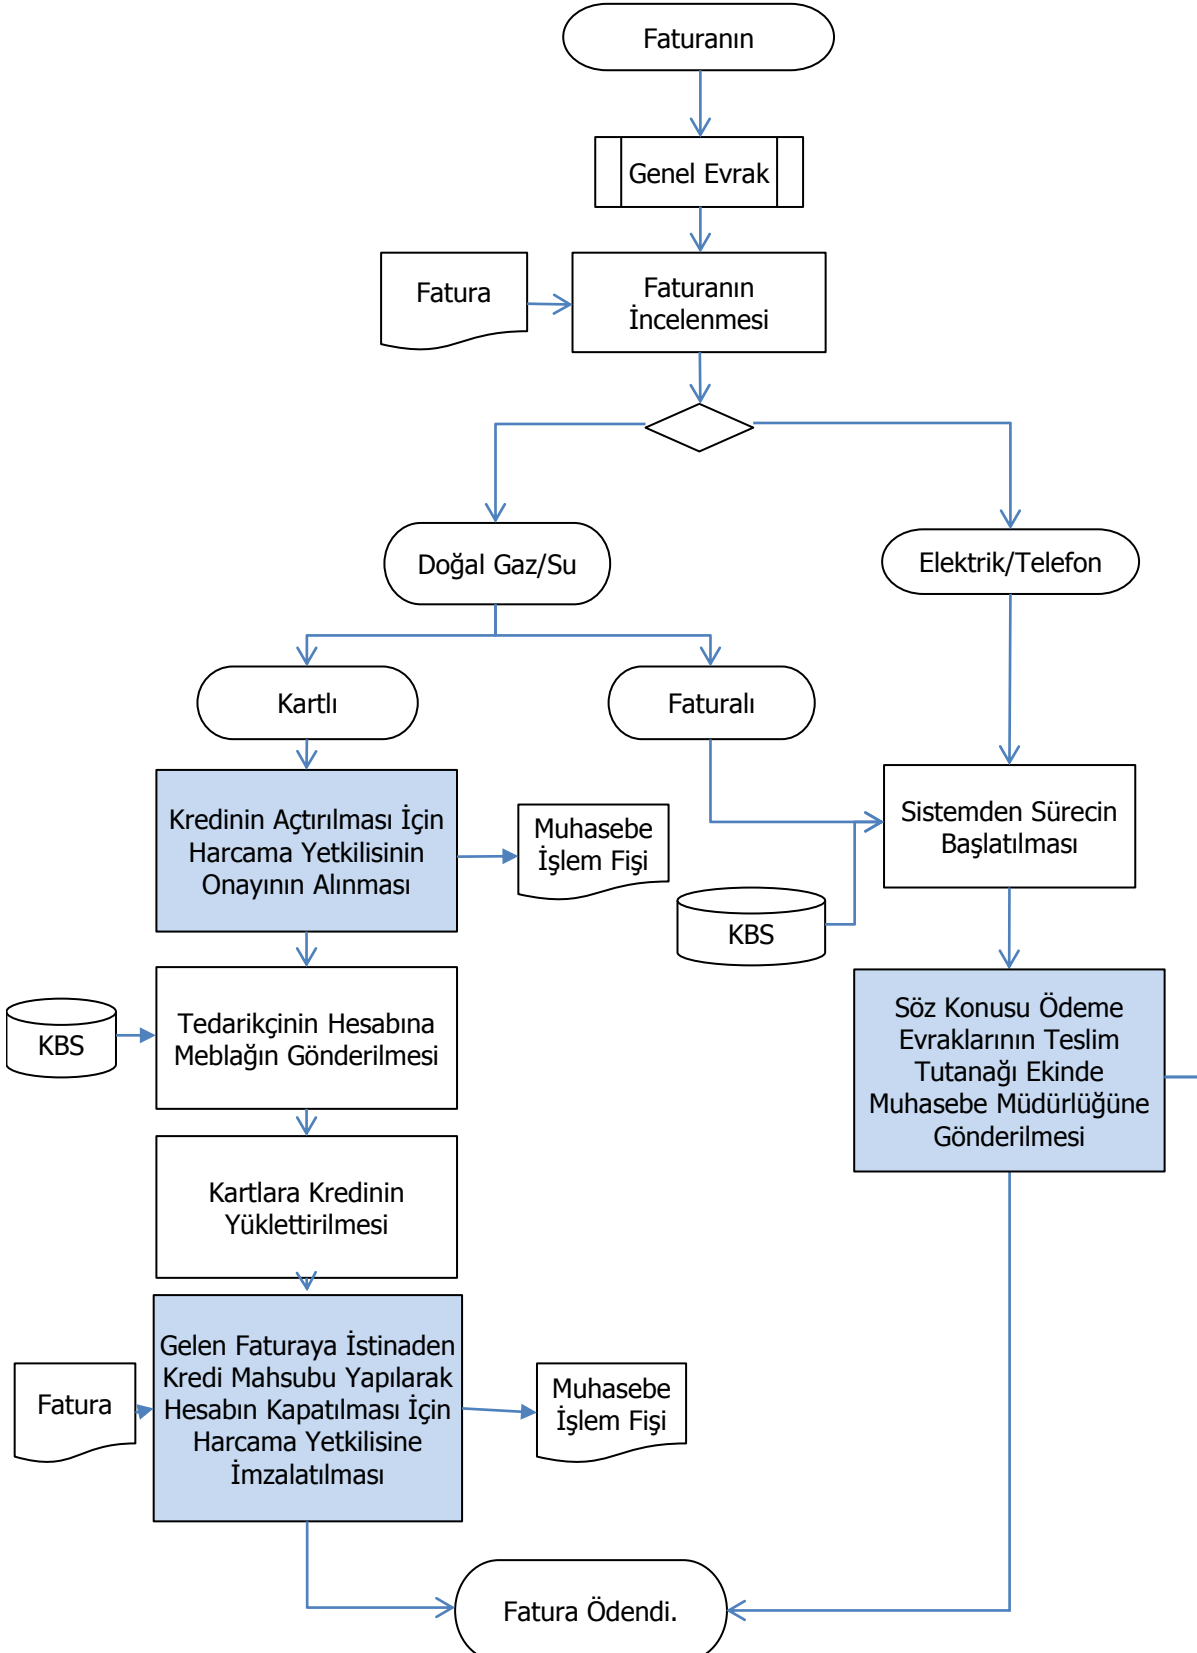 Faturanın
Genel Evrak
Fatura
Faturanın
İncelenmesi
Doğal Gaz/Su
Elektrik/Telefon
Kartlı
Faturalı
Kredinin Açtırılması İçin
Harcama Yetkilisinin
Onayının Alınması
Muhasebe
İşlem Fişi
Sistemden Sürecin
Başlatılması
KBS
KBS
Tedarikçinin Hesabına
Meblağın Gönderilmesi
Söz Konusu Ödeme
Evraklarının Teslim
Tutanağı Ekinde
Muhasebe Müdürlüğüne
Gönderilmesi
Kartlara Kredinin
Yüklettirilmesi
Fatura
Gelen Faturaya İstinaden
Kredi Mahsubu Yapılarak
Hesabın Kapatılması İçin
Harcama Yetkilisine
İmzalatılması
Muhasebe
İşlem Fişi
Fatura Ödendi.